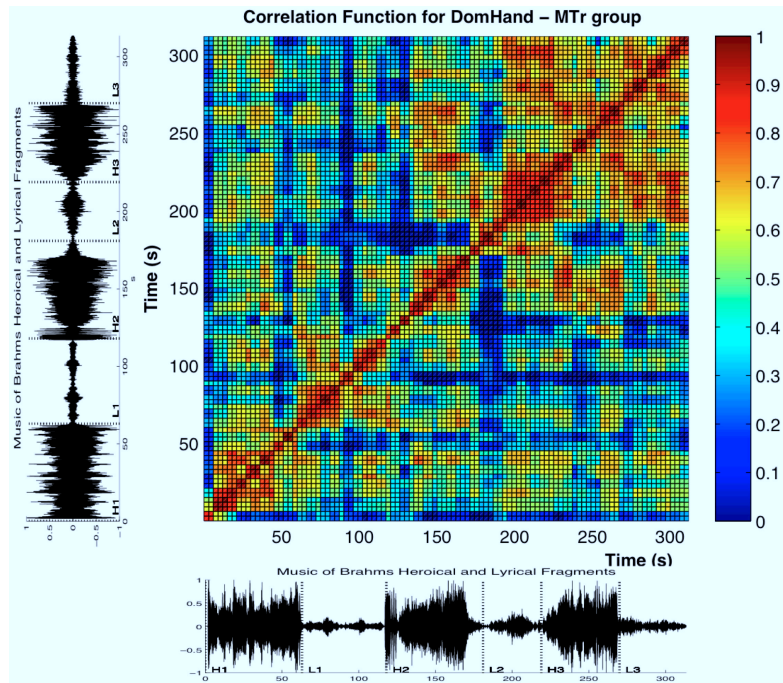 Correlation Function for DomHand – MTr group
Music of Brahms Heroical and Lyrical Fragments
H1
L1
H2
L2
H3
L3
0
50
100
150
200
250
300
s
1
0.5
0
−0.5
−1
Time (s)
300
250
200
150
100
50
50
100
150
200
250
300
Time (s)
1
0.9
0.8
0.7
0.6
0.5
0.4
0.3
0.2
0.1
0
Music of Brahms Heroical and Lyrical Fragments
1
0.5
0
−0.5
−1
H1
L1
H2
L2
H3
L3
0
50
100
150
200
250
300